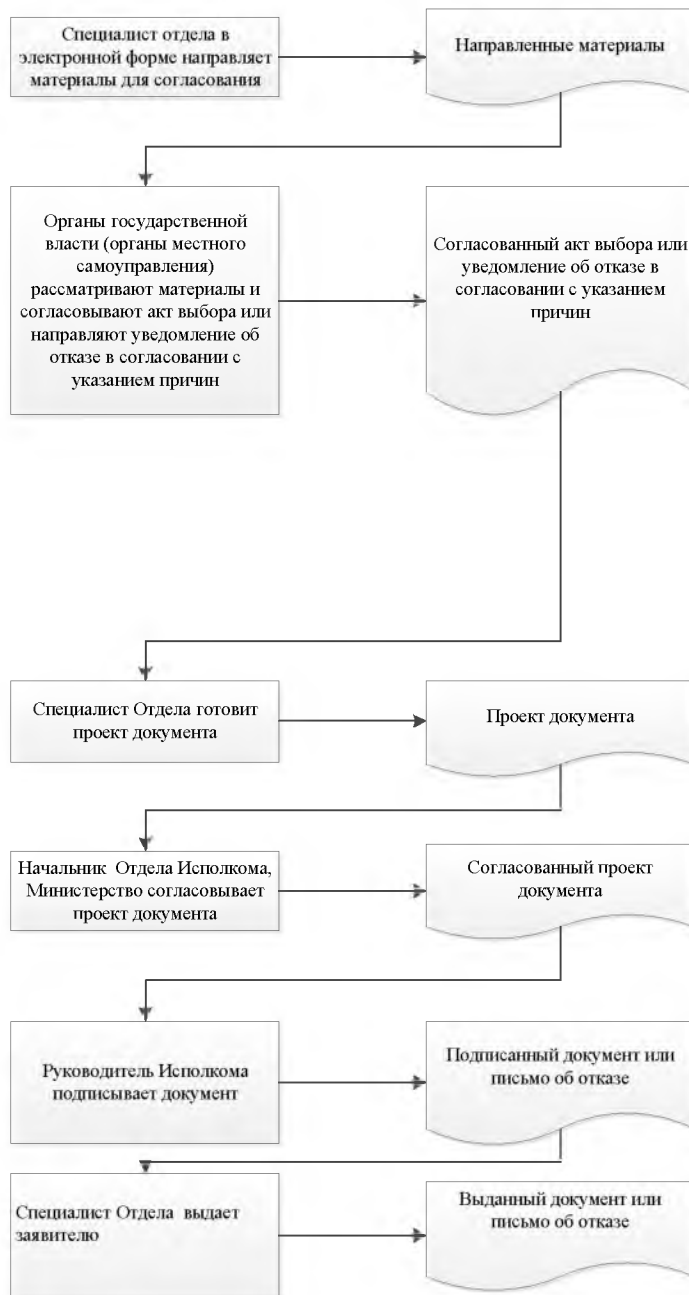 Специалист отдела в
электронной форме направляет
материалы для согласования
Направленные материалы
Органы государственной
власти (органы местного
самоуправления)
рассматривают материалы и
согласовывают акт выбора или
направляют уведомление об
отказе в согласовании с
указанием причин
Согласованный акт выбора или
уведомление об отказе в
согласовании с указанием
причин
Специалист Отдела готовит
проект документа
Проект документа
Начальник Отдела Исполкома,
Министерство согласовывает
проект документа
Согласованный проект
документа
Руководитель Исполкома
подписывает документ
Подписанный документ или
письмо об отказе
Специалист Отдела выдает
заявителю
Выданный документ или
письмо об отказе